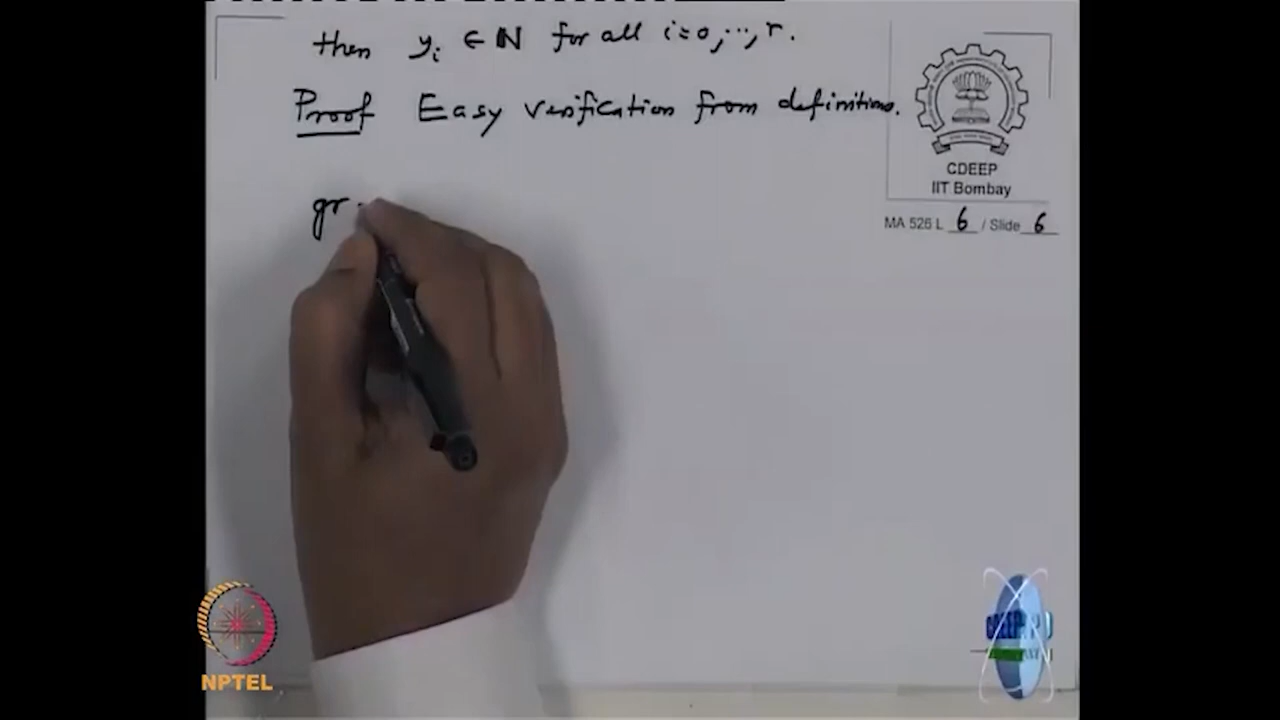 then y_i ∈ ℕ for all i=0,...,r.
Proof Easy verification from definitions.
gr
CDEEP
IIT Bombay
MA 526 L 6 / Slide 6
NPTEL